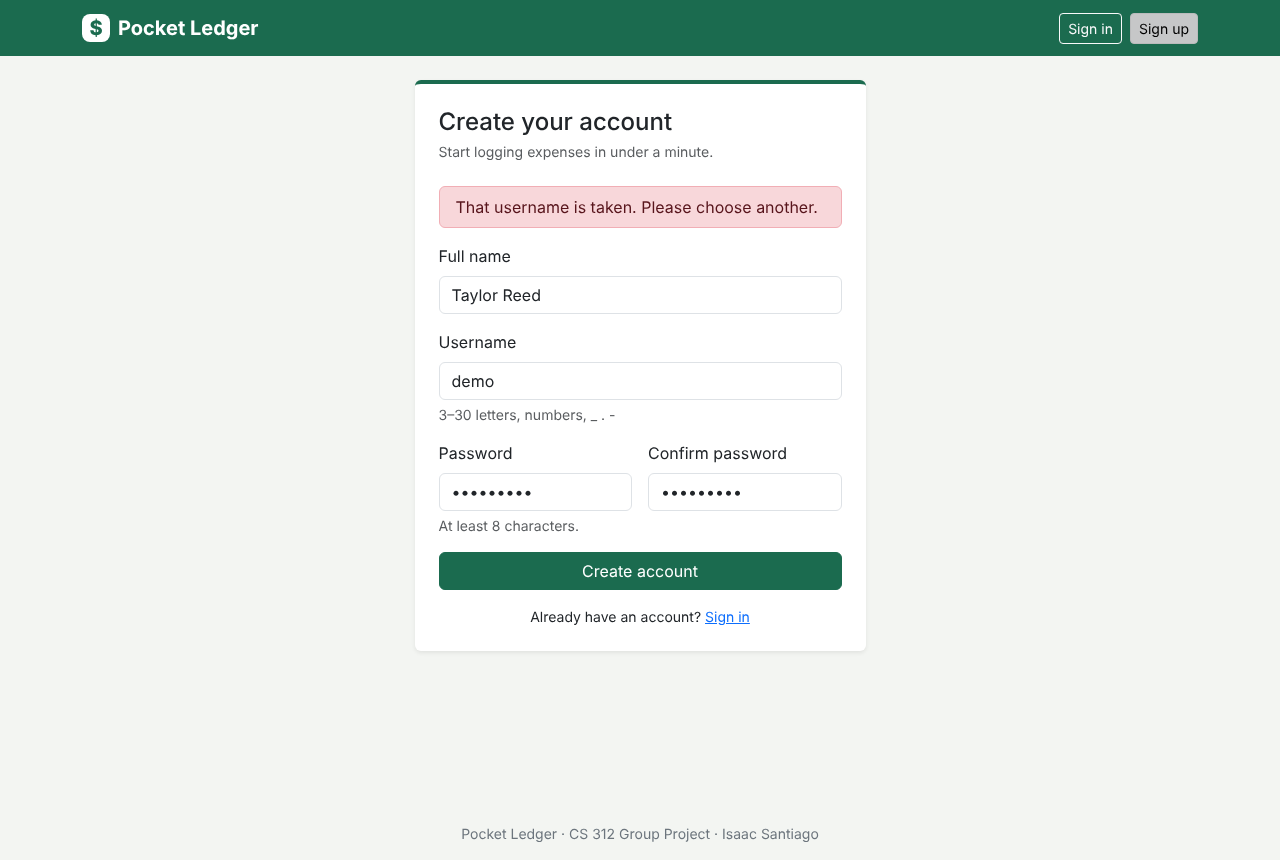 $ Pocket Ledger
Sign in
Sign up
Create your account
Start logging expenses in under a minute.
That username is taken. Please choose another.
Full name
Taylor Reed
Username
demo
3–30 letters, numbers, _ . -
Password
Confirm password
•••••••••
•••••••••
At least 8 characters.
Create account
Already have an account? Sign in
Pocket Ledger · CS 312 Group Project · Isaac Santiago